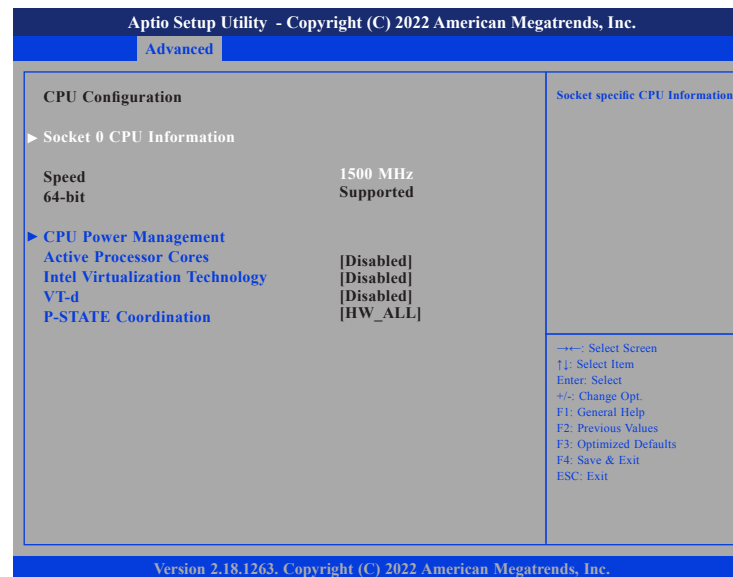 Aptio Setup Utility - Copyright (C) 2022 American Megatrends, Inc.
Advanced
CPU Configuration
► Socket 0 CPU Information
Speed 1500 MHz
64-bit Supported
► CPU Power Management
Active Processor Cores [Disabled]
Intel Virtualization Technology [Disabled]
VT-d [Disabled]
P-STATE Coordination [HW_ALL]
Socket specific CPU Information
→←: Select Screen
↑↓: Select Item
Enter: Select
+/-: Change Opt.
F1: General Help
F2: Previous Values
F3: Optimized Defaults
F4: Save & Exit
ESC: Exit
Version 2.18.1263. Copyright (C) 2022 American Megatrends, Inc.